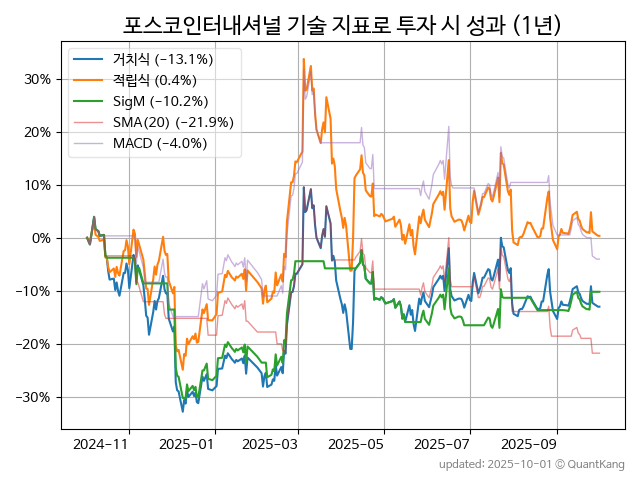 포스코인터내셔널 기술 지표로 투자 시 성과 (1년)
거치식 (−13.1%)
적립식 (0.4%)
SigM (−10.2%)
SMA(20) (−21.9%)
MACD (−4.0%)
30%
20%
10%
0%
−10%
−20%
−30%
2024-11 2025-01 2025-03 2025-05 2025-07 2025-09
updated: 2025-10-01 © QuantKang